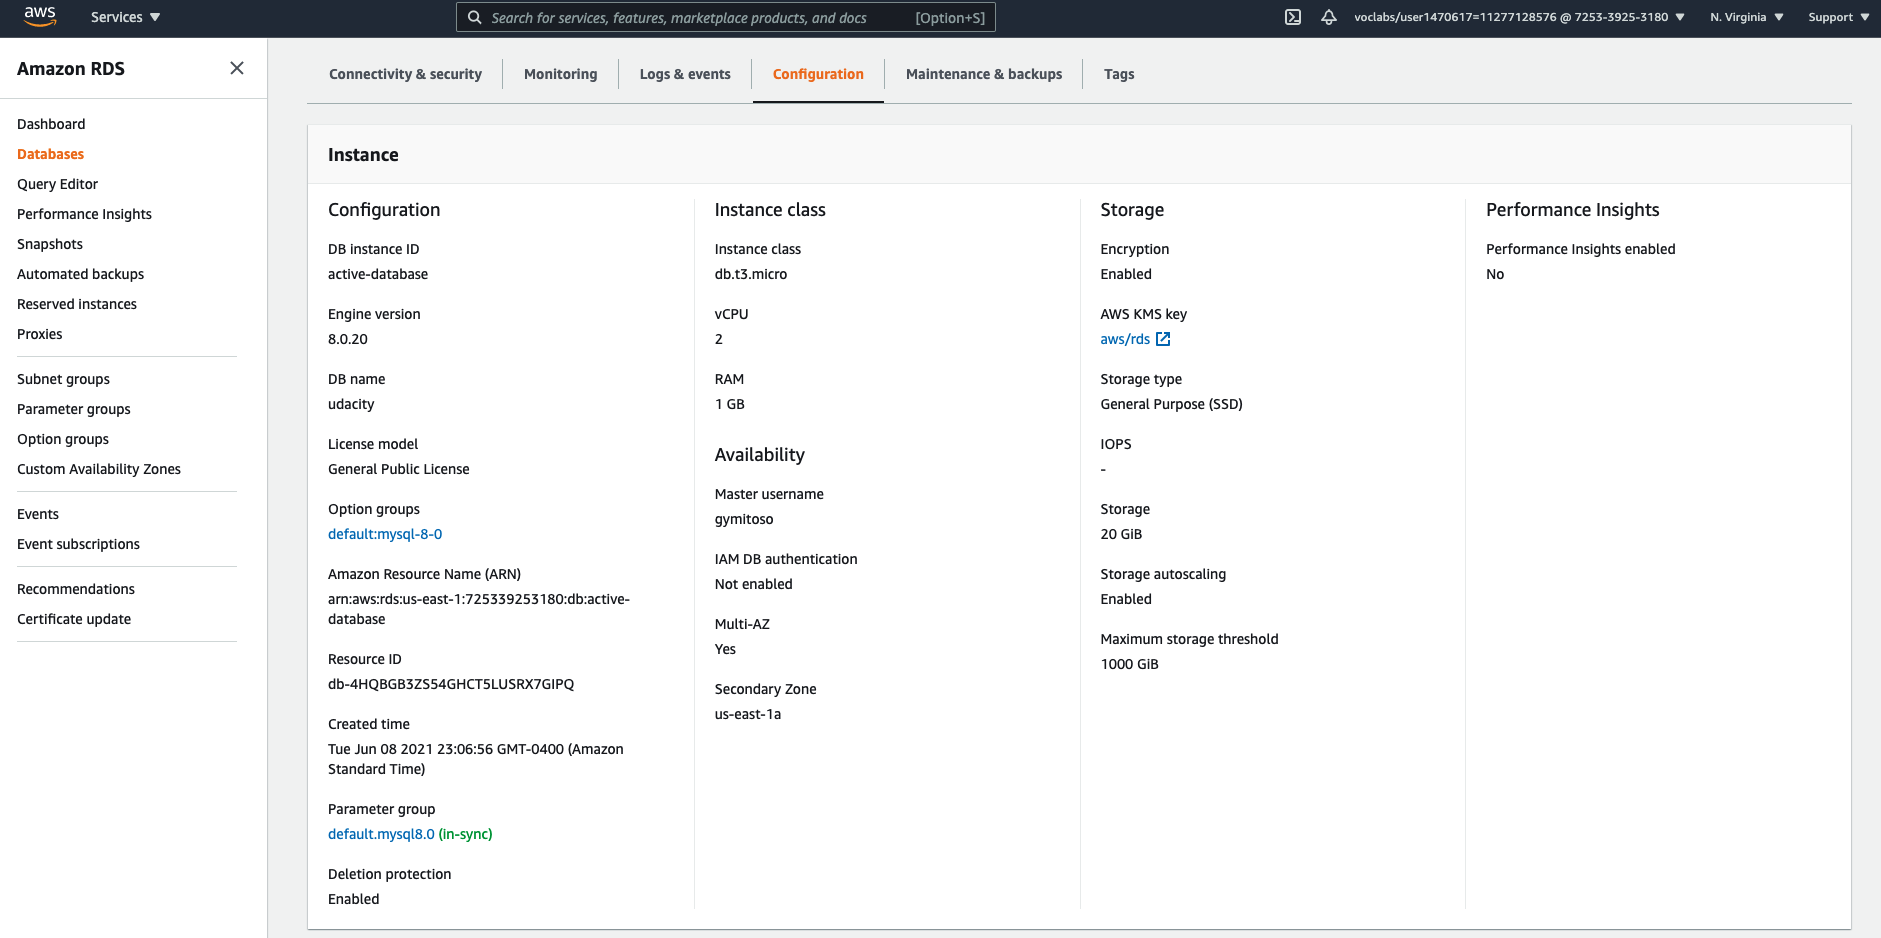 aws
Services
Search for services, features, marketplace products, and docs [Option+S]
voclabs/user1470617=11277128576 @ 7253-3925-3180
N. Virginia
Support
Amazon RDS
Dashboard
Databases
Query Editor
Performance Insights
Snapshots
Automated backups
Reserved instances
Proxies
Subnet groups
Parameter groups
Option groups
Custom Availability Zones
Events
Event subscriptions
Recommendations
Certificate update
Connectivity & security
Monitoring
Logs & events
Configuration
Maintenance & backups
Tags
Instance
Configuration
DB instance ID
active-database
Engine version
8.0.20
DB name
udacity
License model
General Public License
Option groups
default:mysql-8-0
Amazon Resource Name (ARN)
arn:aws:rds:us-east-1:725339253180:db:active-
database
Resource ID
db-4HQBGB3ZS54GHCT5LUSRX7GIPQ
Created time
Tue Jun 08 2021 23:06:56 GMT-0400 (Amazon
Standard Time)
Parameter group
default.mysql8.0 (in-sync)
Deletion protection
Enabled
Instance class
Instance class
db.t3.micro
vCPU
2
RAM
1 GB
Availability
Master username
gymitoso
IAM DB authentication
Not enabled
Multi-AZ
Yes
Secondary Zone
us-east-1a
Storage
Encryption
Enabled
AWS KMS key
aws/rds
Storage type
General Purpose (SSD)
IOPS
-
Storage
20 GiB
Storage autoscaling
Enabled
Maximum storage threshold
1000 GiB
Performance Insights
Performance Insights enabled
No